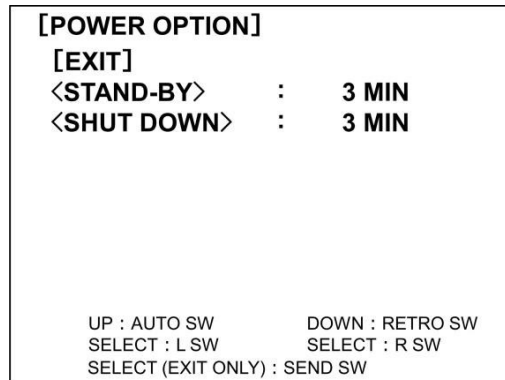 [POWER OPTION]
[EXIT]
<STAND-BY> : 3 MIN
<SHUT DOWN> : 3 MIN
UP : AUTO SW DOWN : RETRO SW
SELECT : L SW SELECT : R SW
SELECT (EXIT ONLY) : SEND SW